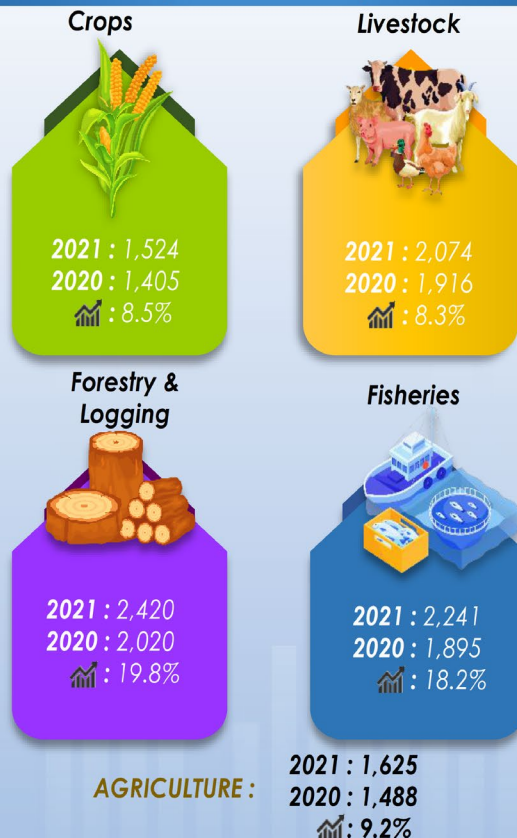 Crops
2021 : 1,524
2020 : 1,405
: 8.5%
Livestock
2021 : 2,074
2020 : 1,916
: 8.3%
Forestry &
Logging
2021 : 2,420
2020 : 2,020
: 19.8%
Fisheries
2021 : 2,241
2020 : 1,895
: 18.2%
AGRICULTURE :
2021 : 1,625
2020 : 1,488
: 9.2%